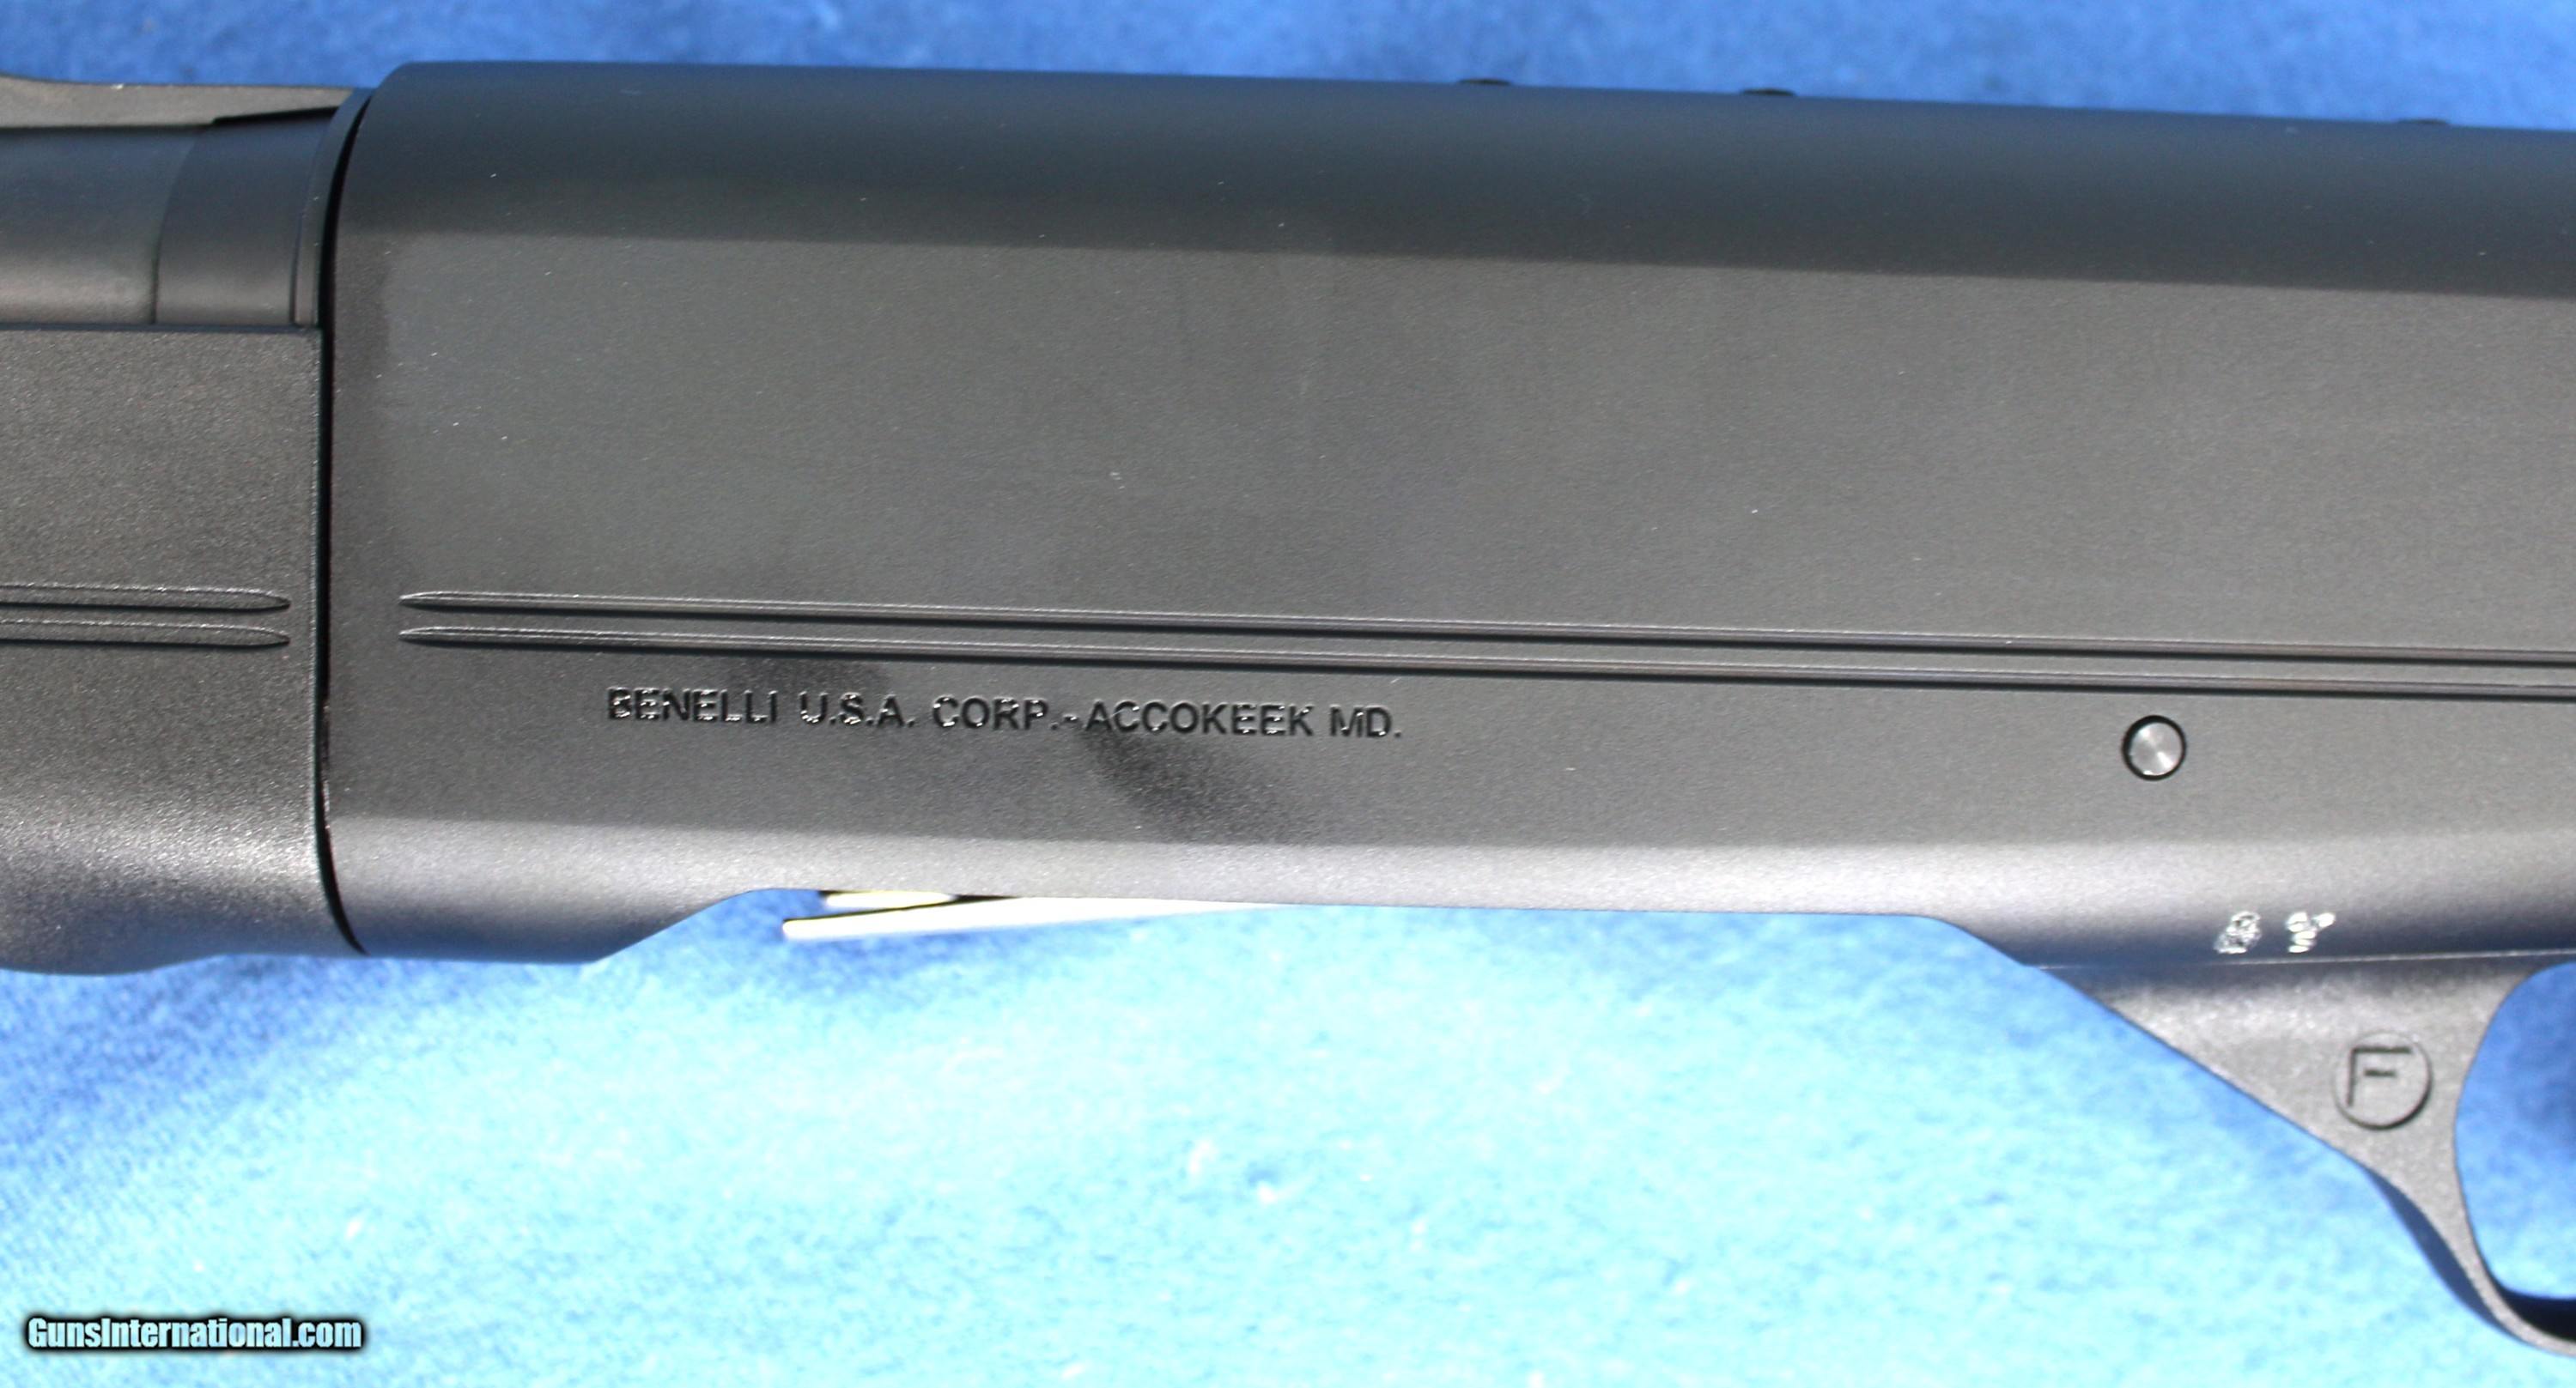 BENELLI U.S.A. CORP.-ACCOKEEK MD.
F
GunsInternational.com